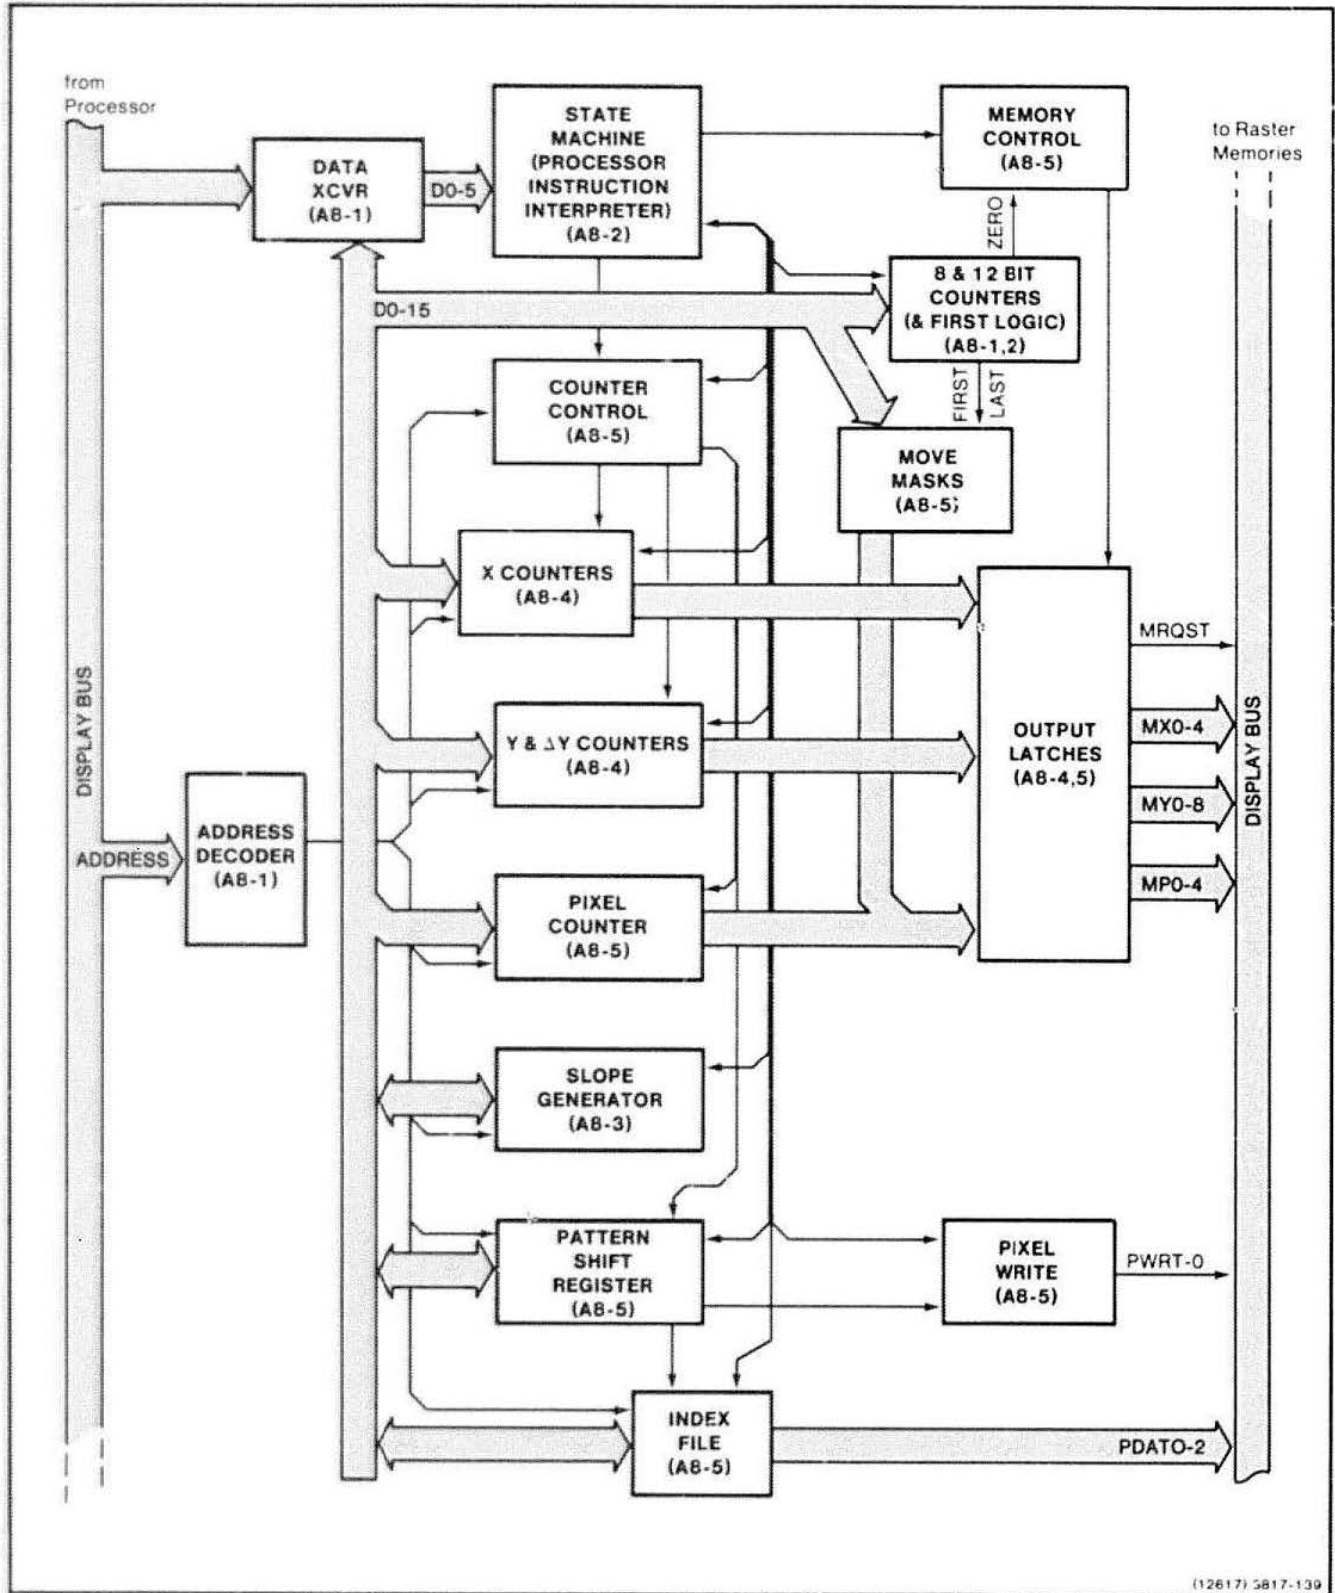 from
Processor
DATA
XCVR
(A8-1)
D0-5
STATE
MACHINE
(PROCESSOR
INSTRUCTION
INTERPRETER)
(A8-2)
MEMORY
CONTROL
(A8-5)
to Raster
Memories
ZERO
8 & 12 BIT
COUNTERS
(& FIRST LOGIC)
(A8-1,2)
D0-15
FIRST
LAST
COUNTER
CONTROL
(A8-5)
MOVE
MASKS
(A8-5)
X COUNTERS
(A8-4)
DISPLAY BUS
Y & ΔY COUNTERS
(A8-4)
OUTPUT
LATCHES
(A8-4,5)
MRQST
MX0-4
MY0-8
MP0-4
DISPLAY BUS
ADDRESS
ADDRESS
DECODER
(A8-1)
PIXEL
COUNTER
(A8-5)
SLOPE
GENERATOR
(A8-3)
PATTERN
SHIFT
REGISTER
(A8-5)
PIXEL
WRITE
(A8-5)
PWRT-0
INDEX
FILE
(A8-5)
PDATO-2
(12617) 3817-139